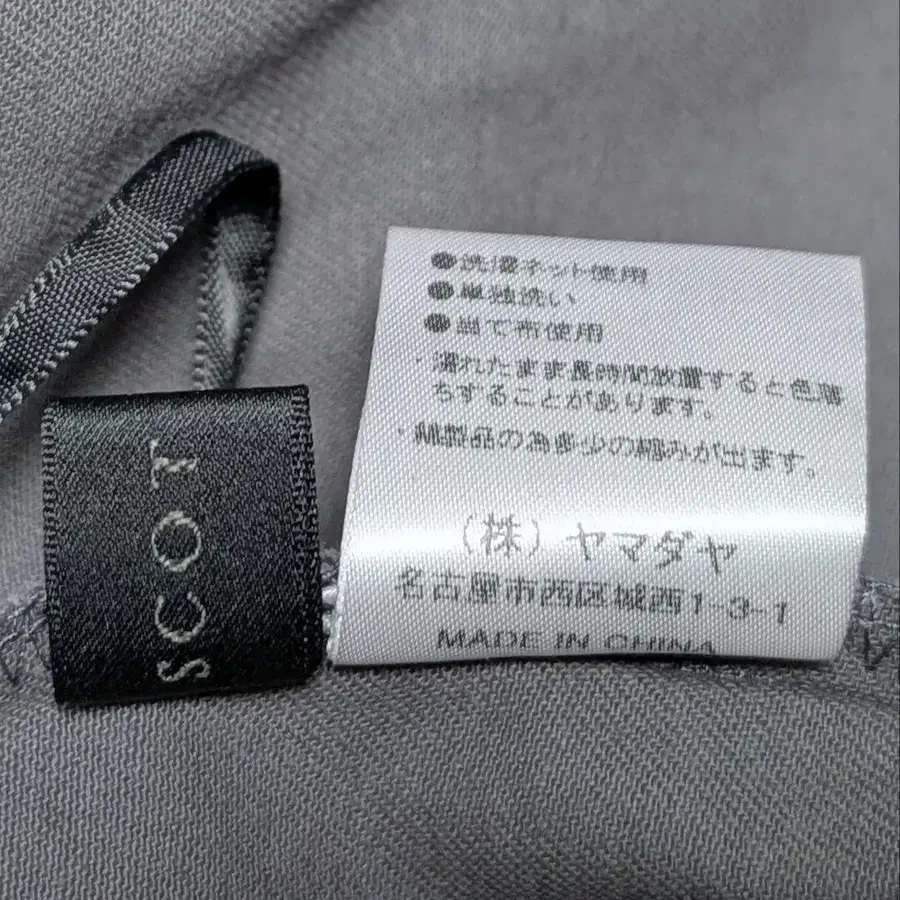 SCOT
●洗濯ネット使用
●単独洗い
●当て布使用
・濡れたまま長時間放置すると色落
ちすることがあります。
・綿製品の為多少の縮みが出ます。
(株)ヤマダヤ
名古屋市西区城西1-3-1
MADE IN CHINA